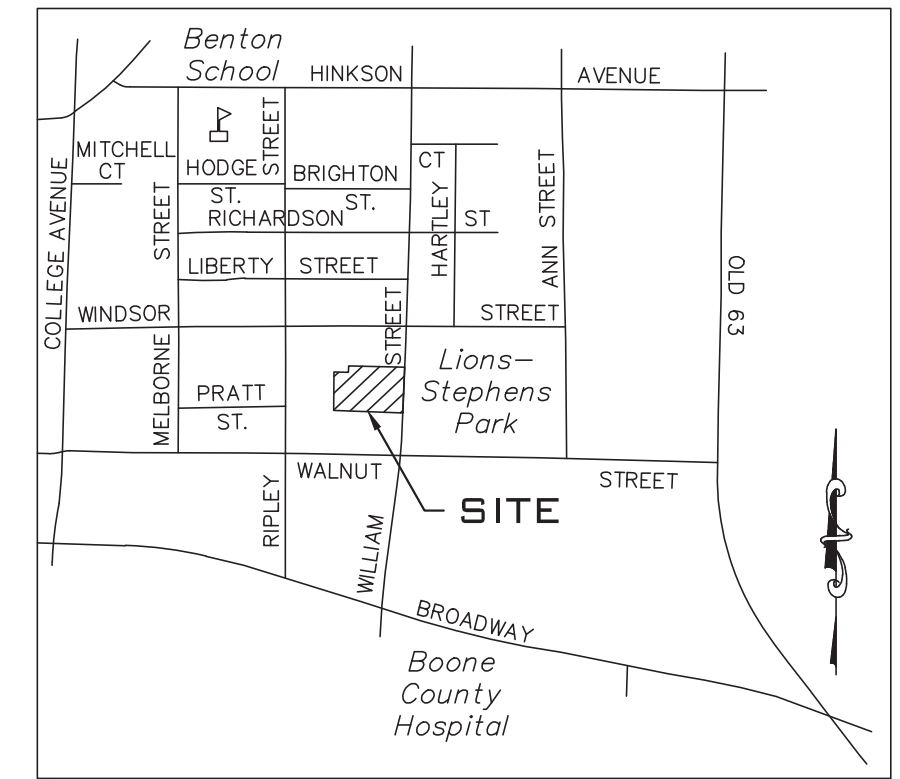 Benton
School
HINKSON AVENUE
MITCHELL
CT
HODGE
ST.
STREET
BRIGHTON
ST.
CT
HARTLEY
RICHARDSON ST
COLLEGE AVENUE
STREET
LIBERTY STREET
ANN STREET
OLD 63
WINDSOR STREET
STREET
MELBORNE
PRATT
ST.
Lions-
Stephens
Park
WALNUT STREET
RIPLEY
WILLIAM
SITE
BROADWAY
Boone
County
Hospital